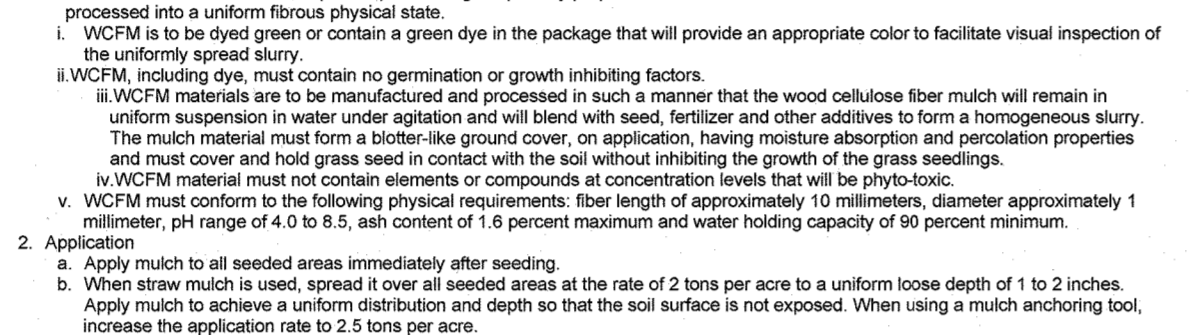 processed into a uniform fibrous physical state.
i. WCFM is to be dyed green or contain a green dye in the package that will provide an appropriate color to facilitate visual inspection of
the uniformly spread slurry.
ii.WCFM, including dye, must contain no germination or growth inhibiting factors.
iii.WCFM materials are to be manufactured and processed in such a manner that the wood cellulose fiber mulch will remain in
uniform suspension in water under agitation and will blend with seed, fertilizer and other additives to form a homogeneous slurry.
The mulch material must form a blotter-like ground cover, on application, having moisture absorption and percolation properties
and must cover and hold grass seed in contact with the soil without inhibiting the growth of the grass seedlings.
iv.WCFM material must not contain elements or compounds at concentration levels that will be phyto-toxic.
v. WCFM must conform to the following physical requirements: fiber length of approximately 10 millimeters, diameter approximately 1
millimeter, pH range of 4.0 to 8.5, ash content of 1.6 percent maximum and water holding capacity of 90 percent minimum.
2. Application
a. Apply mulch to all seeded areas immediately after seeding.
b. When straw mulch is used, spread it over all seeded areas at the rate of 2 tons per acre to a uniform loose depth of 1 to 2 inches.
Apply mulch to achieve a uniform distribution and depth so that the soil surface is not exposed. When using a mulch anchoring tool,
increase the application rate to 2.5 tons per acre.